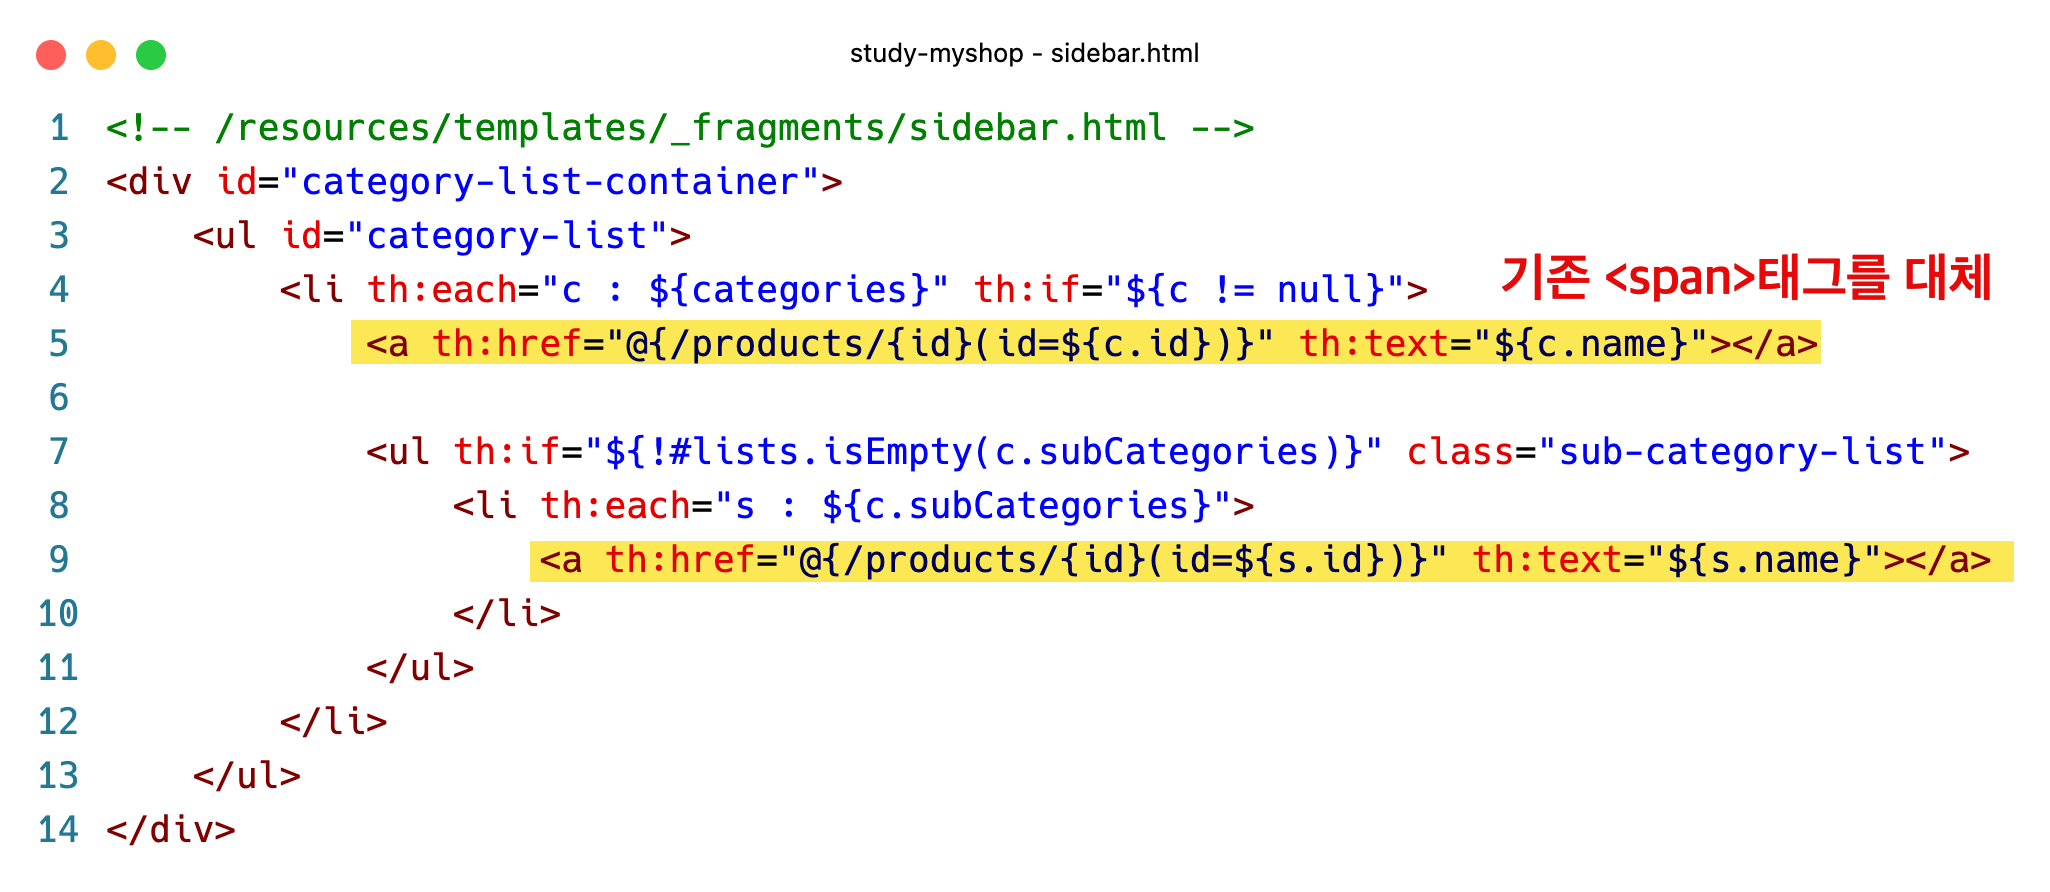 study-myshop - sidebar.html
1 <!-- /resources/templates/_fragments/sidebar.html -->
2 <div id="category-list-container">
3     <ul id="category-list">
기존 <span>태그를 대체
4         <li th:each="c : ${categories}" th:if="${c != null}">
5             <a th:href="@{/products/{id}(id=${c.id})}" th:text="${c.name}"></a>
6
7             <ul th:if="${!#lists.isEmpty(c.subCategories)}" class="sub-category-list">
8                 <li th:each="s : ${c.subCategories}">
9                     <a th:href="@{/products/{id}(id=${s.id})}" th:text="${s.name}"></a>
10                 </li>
11             </ul>
12         </li>
13     </ul>
14 </div>